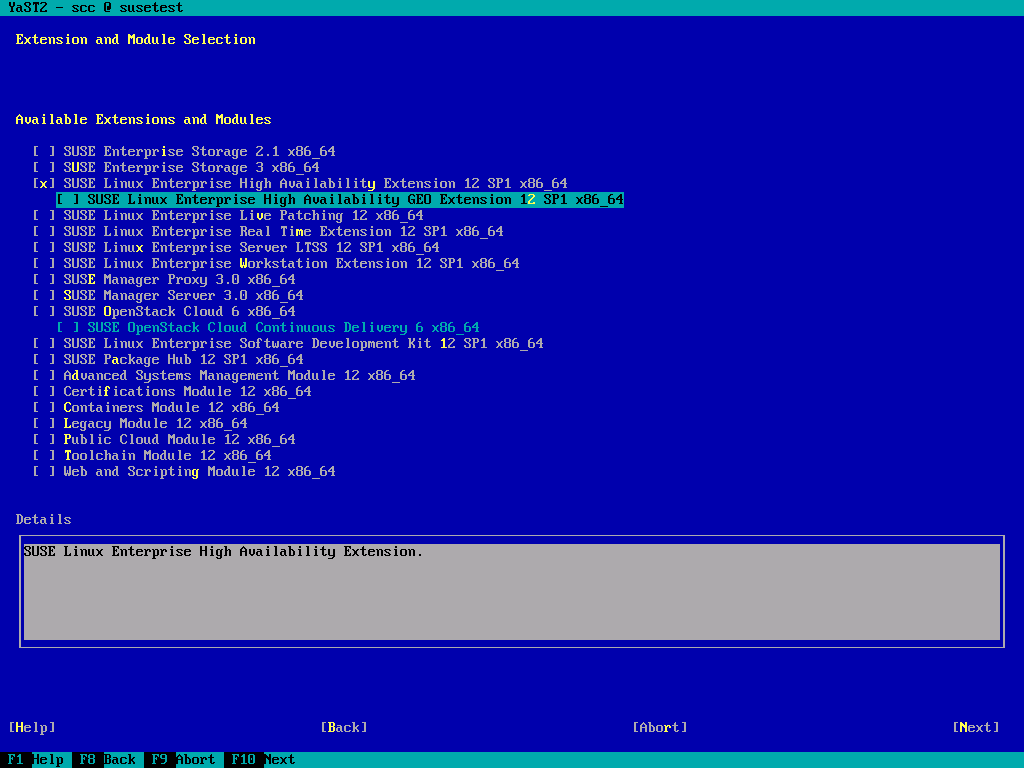 YaST2 - scc @ susetest
Extension and Module Selection
Available Extensions and Modules
[ ] SUSE Enterprise Storage 2.1 x86_64
[ ] SUSE Enterprise Storage 3 x86_64
[x] SUSE Linux Enterprise High Availability Extension 12 SP1 x86_64
[ ] SUSE Linux Enterprise High Availability GEO Extension 12 SP1 x86_64
[ ] SUSE Linux Enterprise Live Patching 12 x86_64
[ ] SUSE Linux Enterprise Real Time Extension 12 SP1 x86_64
[ ] SUSE Linux Enterprise Server LTSS 12 SP1 x86_64
[ ] SUSE Linux Enterprise Workstation Extension 12 SP1 x86_64
[ ] SUSE Manager Proxy 3.0 x86_64
[ ] SUSE Manager Server 3.0 x86_64
[ ] SUSE OpenStack Cloud 6 x86_64
[ ] SUSE OpenStack Cloud Continuous Delivery 6 x86_64
[ ] SUSE Linux Enterprise Software Development Kit 12 SP1 x86_64
[ ] SUSE Package Hub 12 SP1 x86_64
[ ] Advanced Systems Management Module 12 x86_64
[ ] Certifications Module 12 x86_64
[ ] Containers Module 12 x86_64
[ ] Legacy Module 12 x86_64
[ ] Public Cloud Module 12 x86_64
[ ] Toolchain Module 12 x86_64
[ ] Web and Scripting Module 12 x86_64
Details
SUSE Linux Enterprise High Availability Extension.
[Help] [Back] [Abort] [Next]
F1 Help F8 Back F9 Abort F10 Next